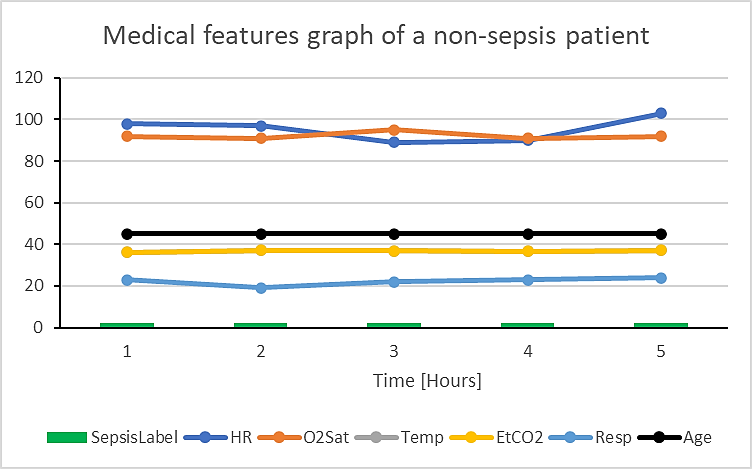 Medical features graph of a non-sepsis patient
120
100
80
60
40
20
0
1 2 3 4 5
Time [Hours]
SepsisLabel HR O2Sat Temp EtCO2 Resp Age